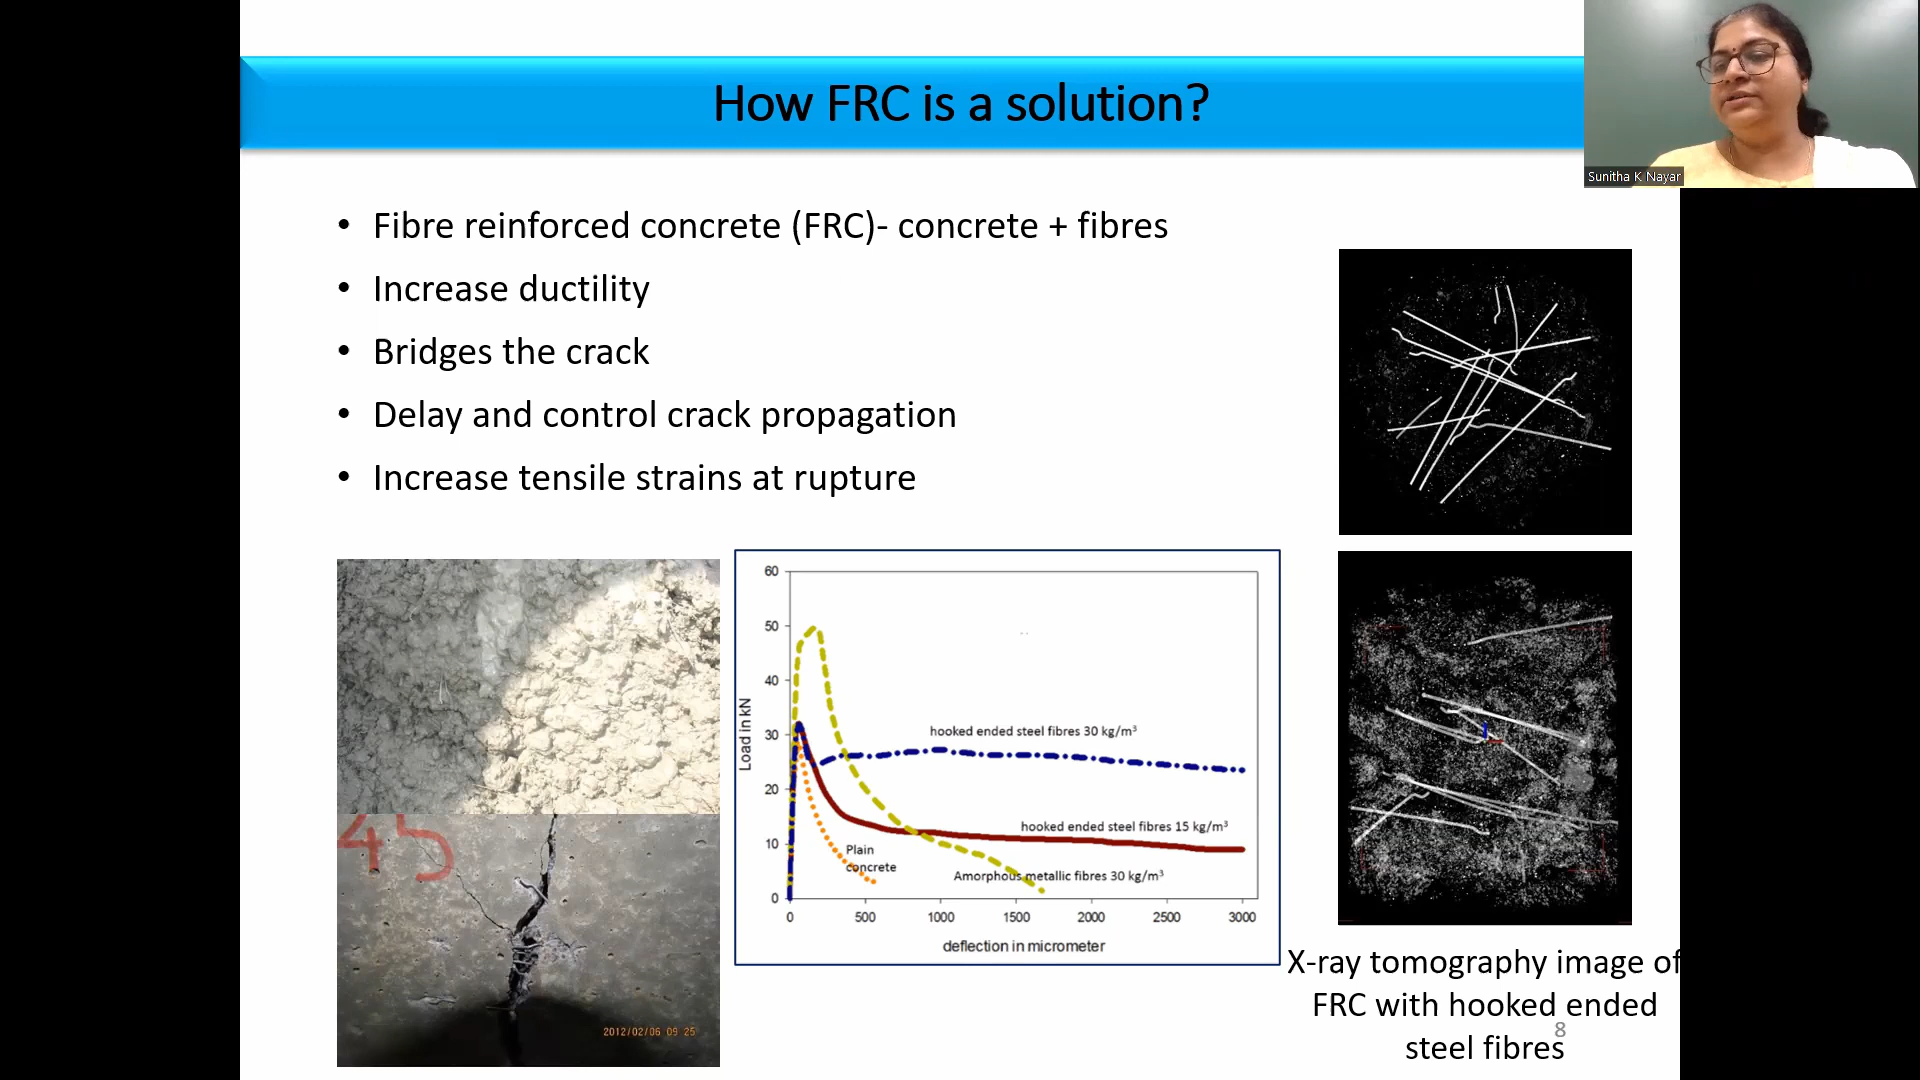 How FRC is a solution?
Sunitha K Nayar
• Fibre reinforced concrete (FRC)- concrete + fibres
• Increase ductility
• Bridges the crack
• Delay and control crack propagation
• Increase tensile strains at rupture
45
2012/02/06 09 25
Load in kN
60
50
40
30
20
10
0
hooked ended steel fibres 30 kg/m³
hooked ended steel fibres 15 kg/m³
Plain
concrete
Amorphous metallic fibres 30 kg/m³
0 500 1000 1500 2000 2500 3000
deflection in micrometer
X-ray tomography image of
FRC with hooked ended
steel fibres
8